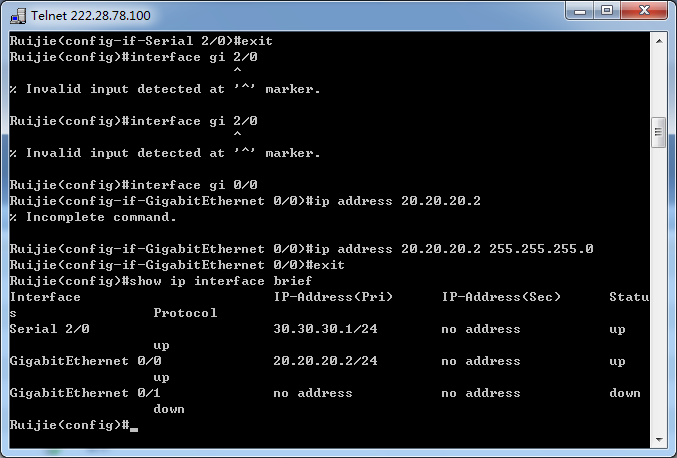 Telnet 222.28.78.100
Ruijie(config-if-Serial 2/0)#exit
Ruijie(config)#interface gi 2/0
^
% Invalid input detected at '^' marker.
Ruijie(config)#interface gi 2/0
^
% Invalid input detected at '^' marker.
Ruijie(config)#interface gi 0/0
Ruijie(config-if-GigabitEthernet 0/0)#ip address 20.20.20.2
% Incomplete command.
Ruijie(config-if-GigabitEthernet 0/0)#ip address 20.20.20.2 255.255.255.0
Ruijie(config-if-GigabitEthernet 0/0)#exit
Ruijie(config)#show ip interface brief
Interface                        IP-Address(Pri)      IP-Address(Sec)      Statu
s                 Protocol
Serial 2/0                       30.30.30.1/24        no address           up
                  up
GigabitEthernet 0/0              20.20.20.2/24        no address           up
                  up
GigabitEthernet 0/1              no address           no address           down
                  down
Ruijie(config)#_